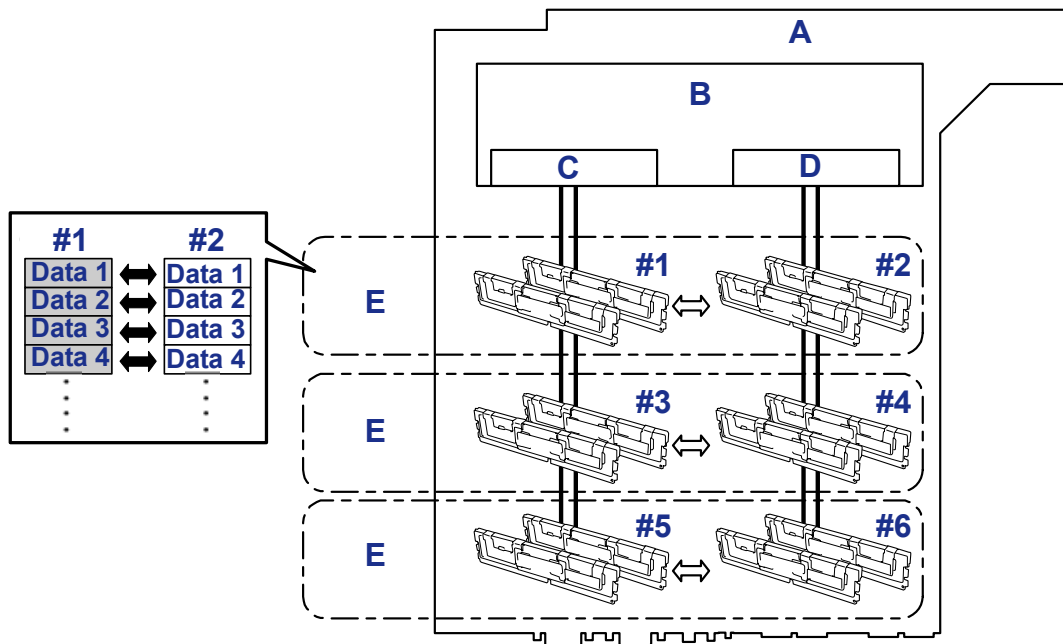 A
B
C D
#1 #2
Data 1 Data 1
Data 2 Data 2
Data 3 Data 3
Data 4 Data 4
E #1 #2
E #3 #4
E #5 #6